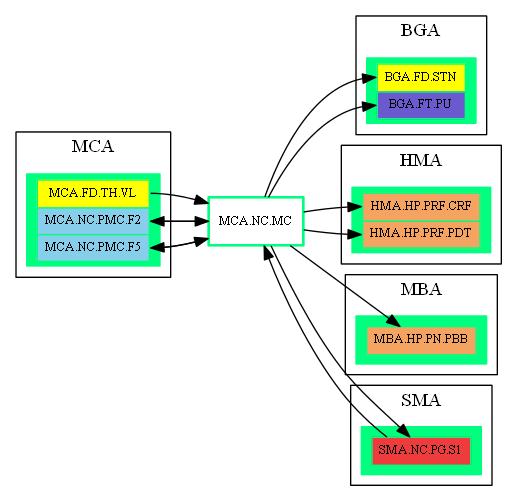 MCA
MCA.FD.TH.VL
MCA.NC.PMC.F2
MCA.NC.PMC.F5
MCA.NC.MC
BGA
BGA.FD.STN
BGA.FT.PU
HMA
HMA.HP.PRF.CRF
HMA.HP.PRF.PDT
MBA
MBA.HP.PN.PBB
SMA
SMA.NC.PG.S1